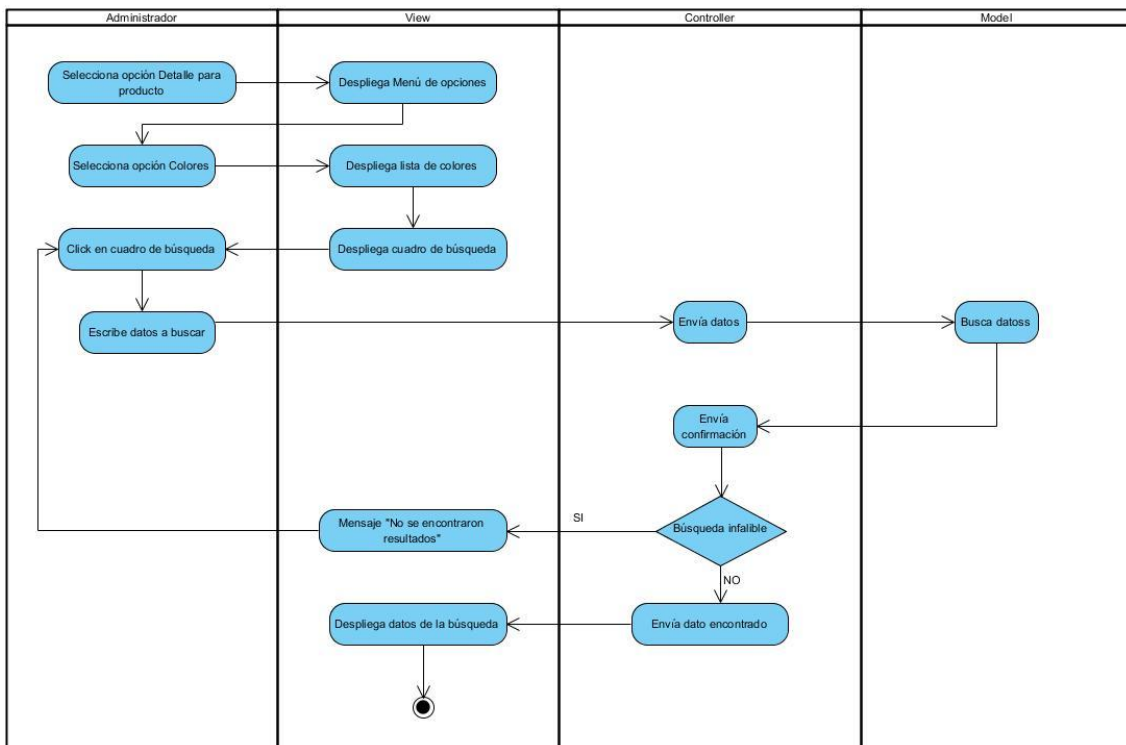 Administrador
View
Controller
Model
Selecciona opción Detalle para
producto
Despliega Menú de opciones
Selecciona opción Colores
Despliega lista de colores
Click en cuadro de búsqueda
Despliega cuadro de búsqueda
Escribe datos a buscar
Envía datos
Busca datoss
Envía
confirmación
Mensaje "No se encontraron
resultados"
SI
Búsqueda infalible
NO
Despliega datos de la búsqueda
Envía dato encontrado